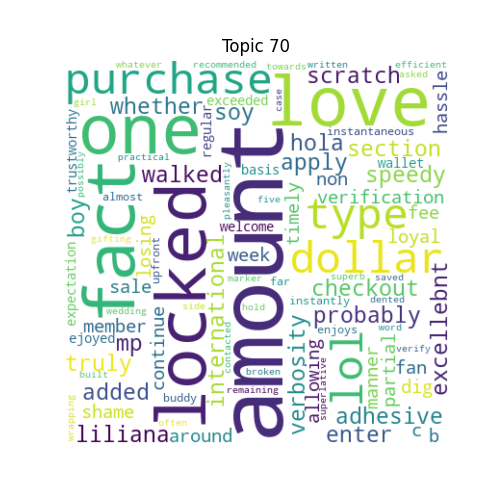 Topic 70
whatever recommended towards written efficient
girl purchase love scratch asked
trustworthy possibly whether exceeded soy regular case hassle
one fact practical instantaneous
hola section
locked amount walked basis apply wallet speedy
boy almost non verification
losing pleasantly five timely type fee
expectation gifting sale upfront international welcome loyal
wedding week dollar
member marker far superb saved checkout
ejoyed mp continue side instantly dented
contacted hold probably
built truly broken verbosity enjoys word
allowing lol manner partial fan verify excellebnt
added buddy remaining superlative dig
shame often adhesive
wrapping liliana around enter c b